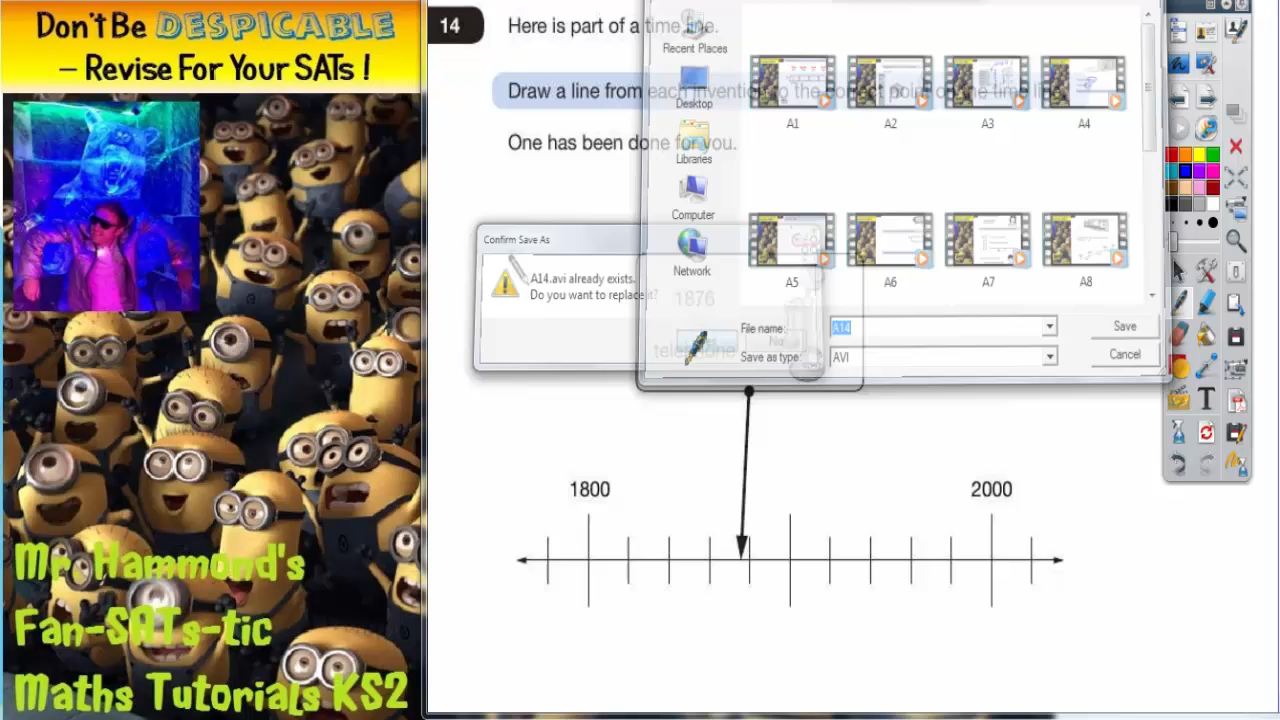 Don't Be DESPICABLE
– Revise For Your SATs !
Mr. Hammond's
Fan-SATs-tic
Maths Tutorials KS2
14
Here is part of a time line.
Draw a line from each invention to the correct point on the time line.
One has been done for you.
Recent Places
Desktop
Libraries
Computer
Network
A1
A2
A3
A4
A5
A6
A7
A8
Confirm Save As
A14.avi already exists.
Do you want to replace it?
No
1876
telephone
File name:
A14
Save
Save as type:
AVI
Cancel
1800
2000